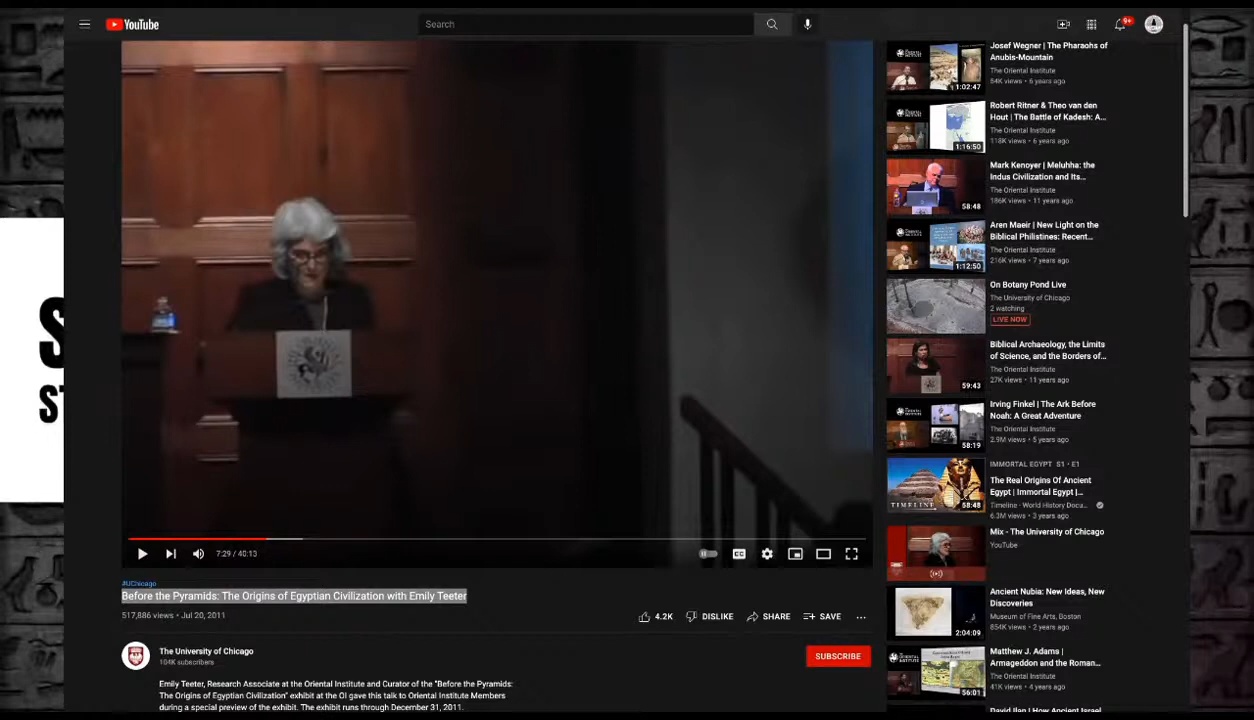 YouTube
Search
9+
7:29 / 40:13
CC
#UChicago
Before the Pyramids: The Origins of Egyptian Civilization with Emily Teeter
517,886 views • Jul 20, 2011
4.2K
DISLIKE
SHARE
SAVE
The University of Chicago
104K subscribers
SUBSCRIBE
Emily Teeter, Research Associate at the Oriental Institute and Curator of the "Before the Pyramids:
The Origins of Egyptian Civilization" exhibit at the OI gave this talk to Oriental Institute Members
during a special preview of the exhibit. The exhibit runs through December 31, 2011.
Josef Wegner | The Pharaohs of
Anubis-Mountain
The Oriental Institute
54K views • 6 years ago
1:02:47
Robert Ritner & Theo van den
Hout | The Battle of Kadesh: A...
The Oriental Institute
118K views • 6 years ago
1:16:50
Mark Kenoyer | Meluhha: the
Indus Civilization and Its...
The Oriental Institute
186K views • 11 years ago
58:48
Aren Maeir | New Light on the
Biblical Philistines: Recent...
The Oriental Institute
216K views • 7 years ago
1:12:50
On Botany Pond Live
The University of Chicago
2 watching
LIVE NOW
Biblical Archaeology, the Limits
of Science, and the Borders of...
The Oriental Institute
27K views • 11 years ago
59:43
Irving Finkel | The Ark Before
Noah: A Great Adventure
The Oriental Institute
2.9M views • 5 years ago
58:19
IMMORTAL EGYPT S1 • E1
The Real Origins Of Ancient
Egypt | Immortal Egypt |...
Timeline - World History Docu...
6.3M views • 3 years ago
TIMELINE
58:48
Mix - The University of Chicago
YouTube
Ancient Nubia: New Ideas, New
Discoveries
Museum of Fine Arts, Boston
854K views • 2 years ago
2:04:09
Matthew J. Adams |
Armageddon and the Roman...
The Oriental Institute
41K views • 4 years ago
56:01
David Ilan | How Ancient Israel